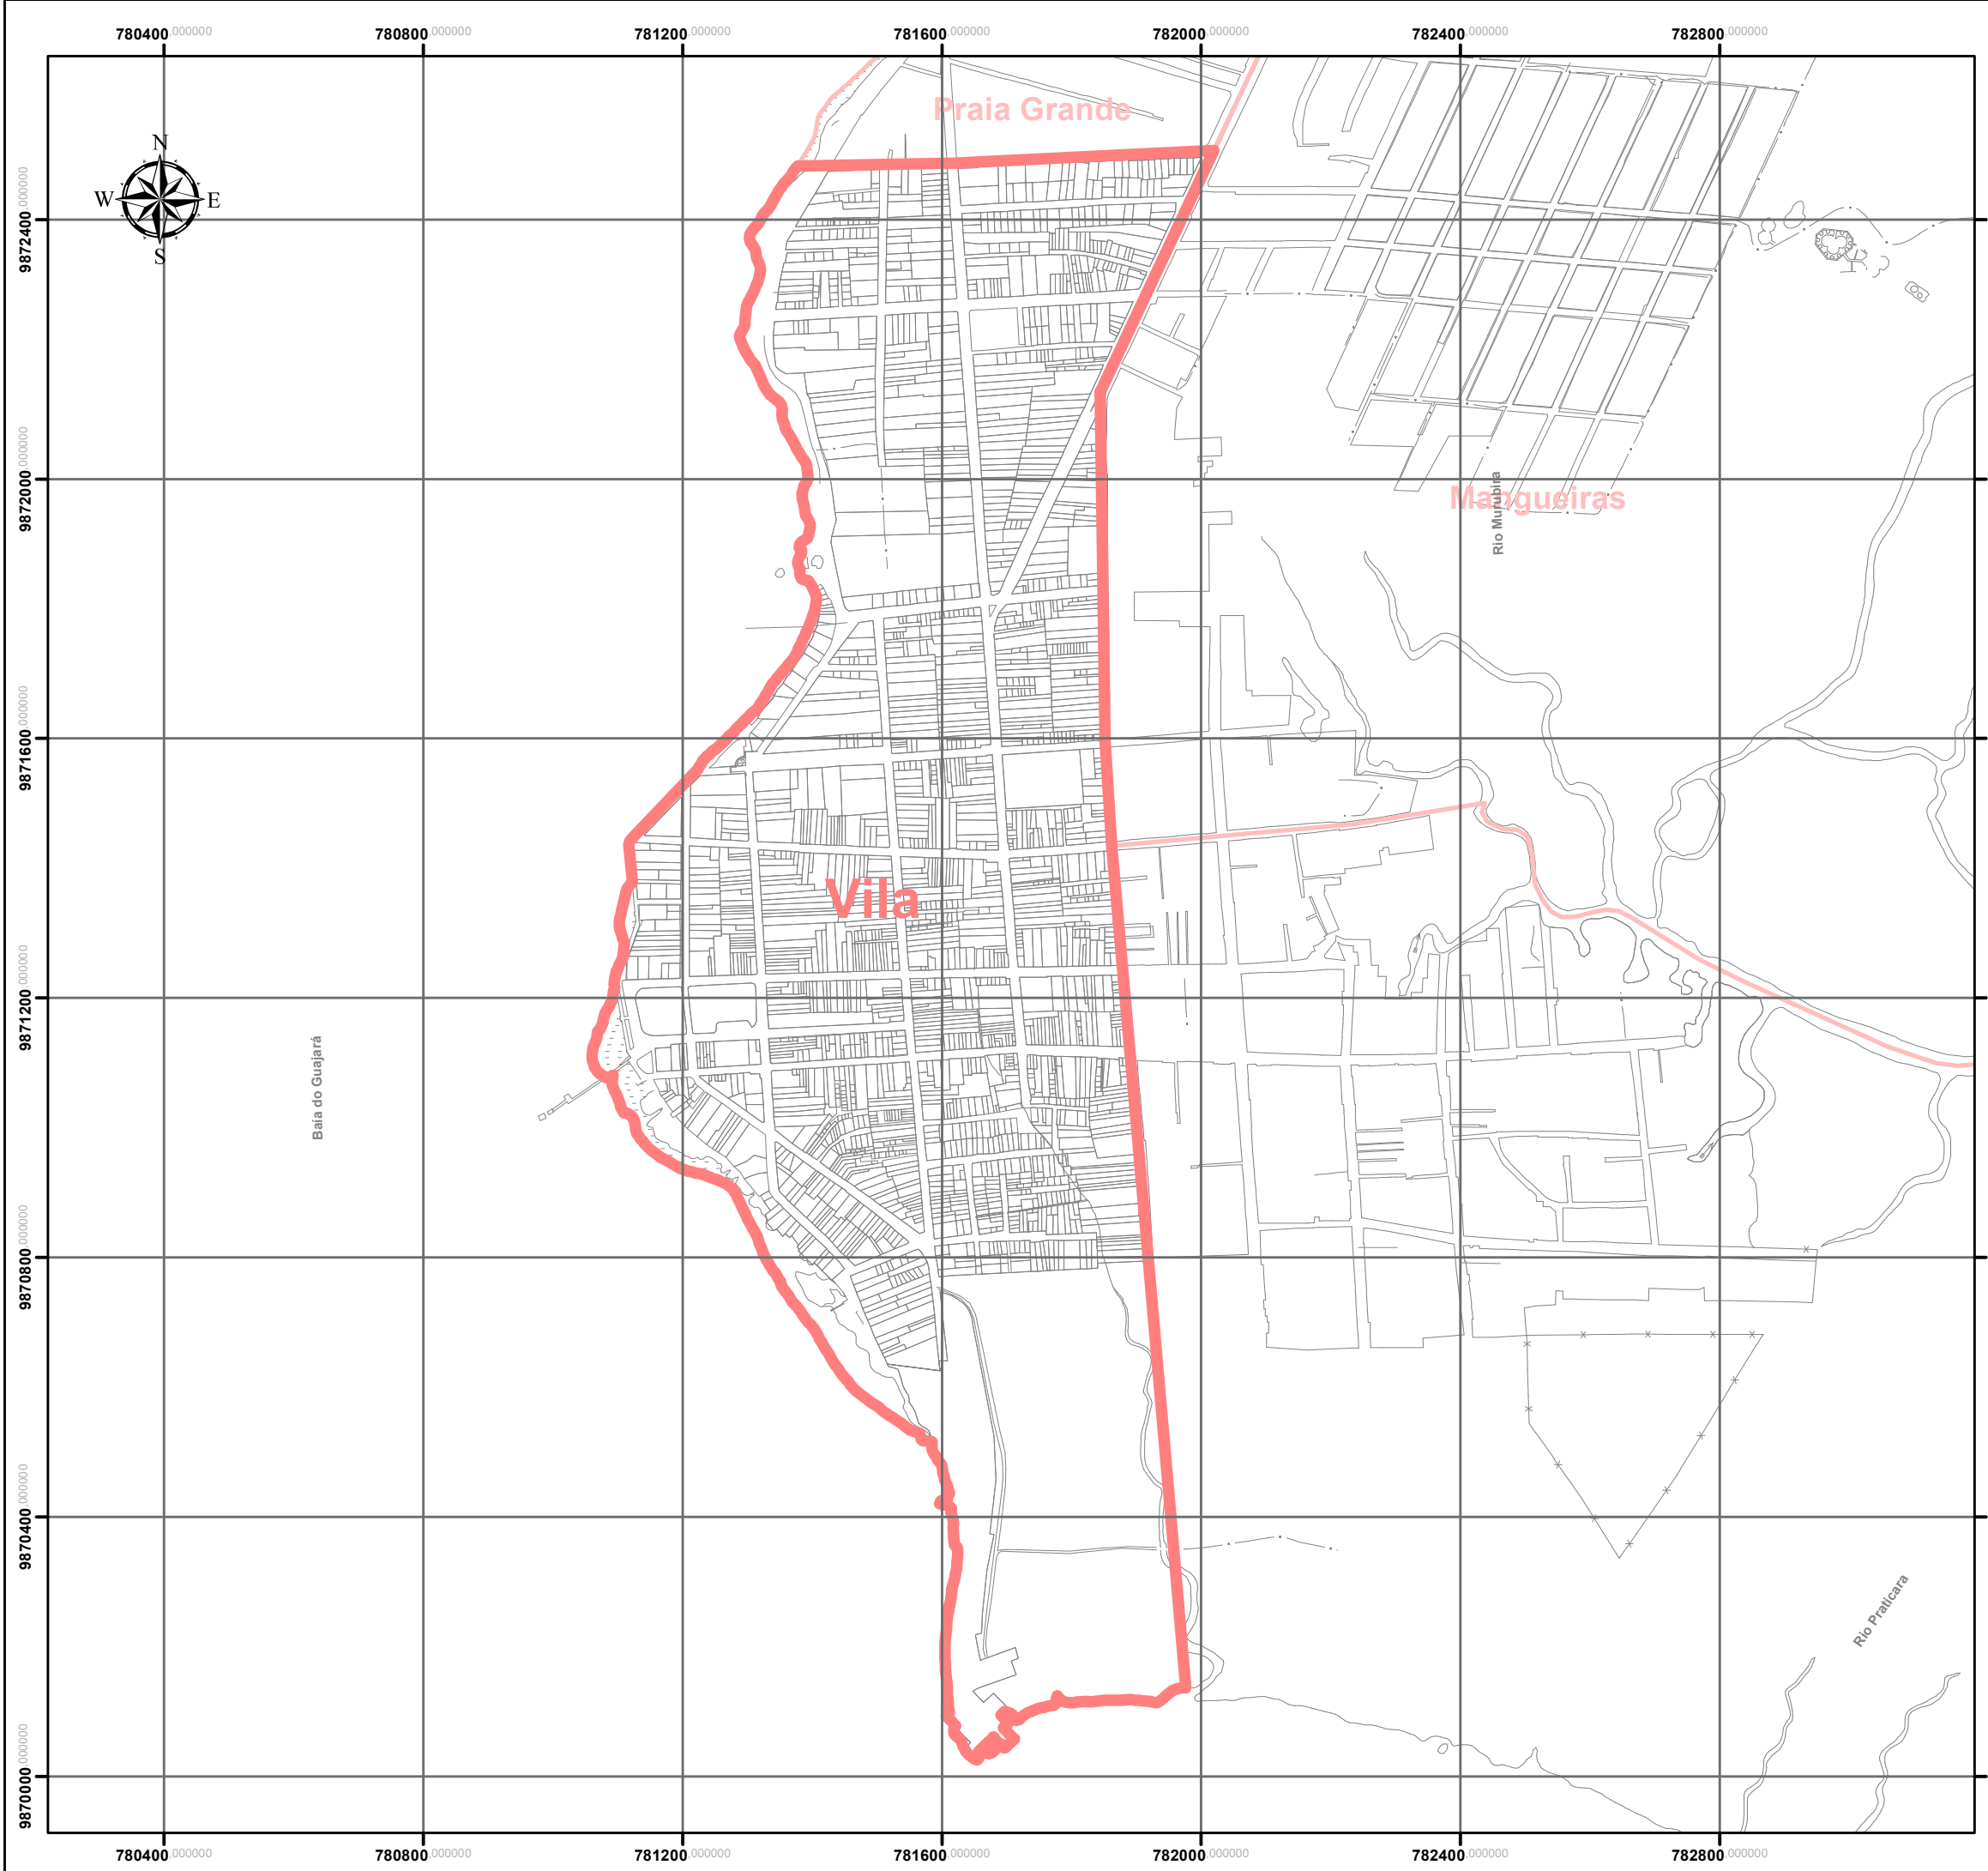 780400.000000 780800.000000 781200.000000 781600.000000 782000.000000 782400.000000 782800.000000
Praia Grande
N
W E
S
9872400.000000
9872000.000000
Mangueiras
Rio Murubira
9871600.000000
Vila
9871200.000000
Baía do Guajará
9870800.000000
9870400.000000
Rio Praticara
9870000.000000
780400.000000 780800.000000 781200.000000 781600.000000 782000.000000 782400.000000 782800.000000